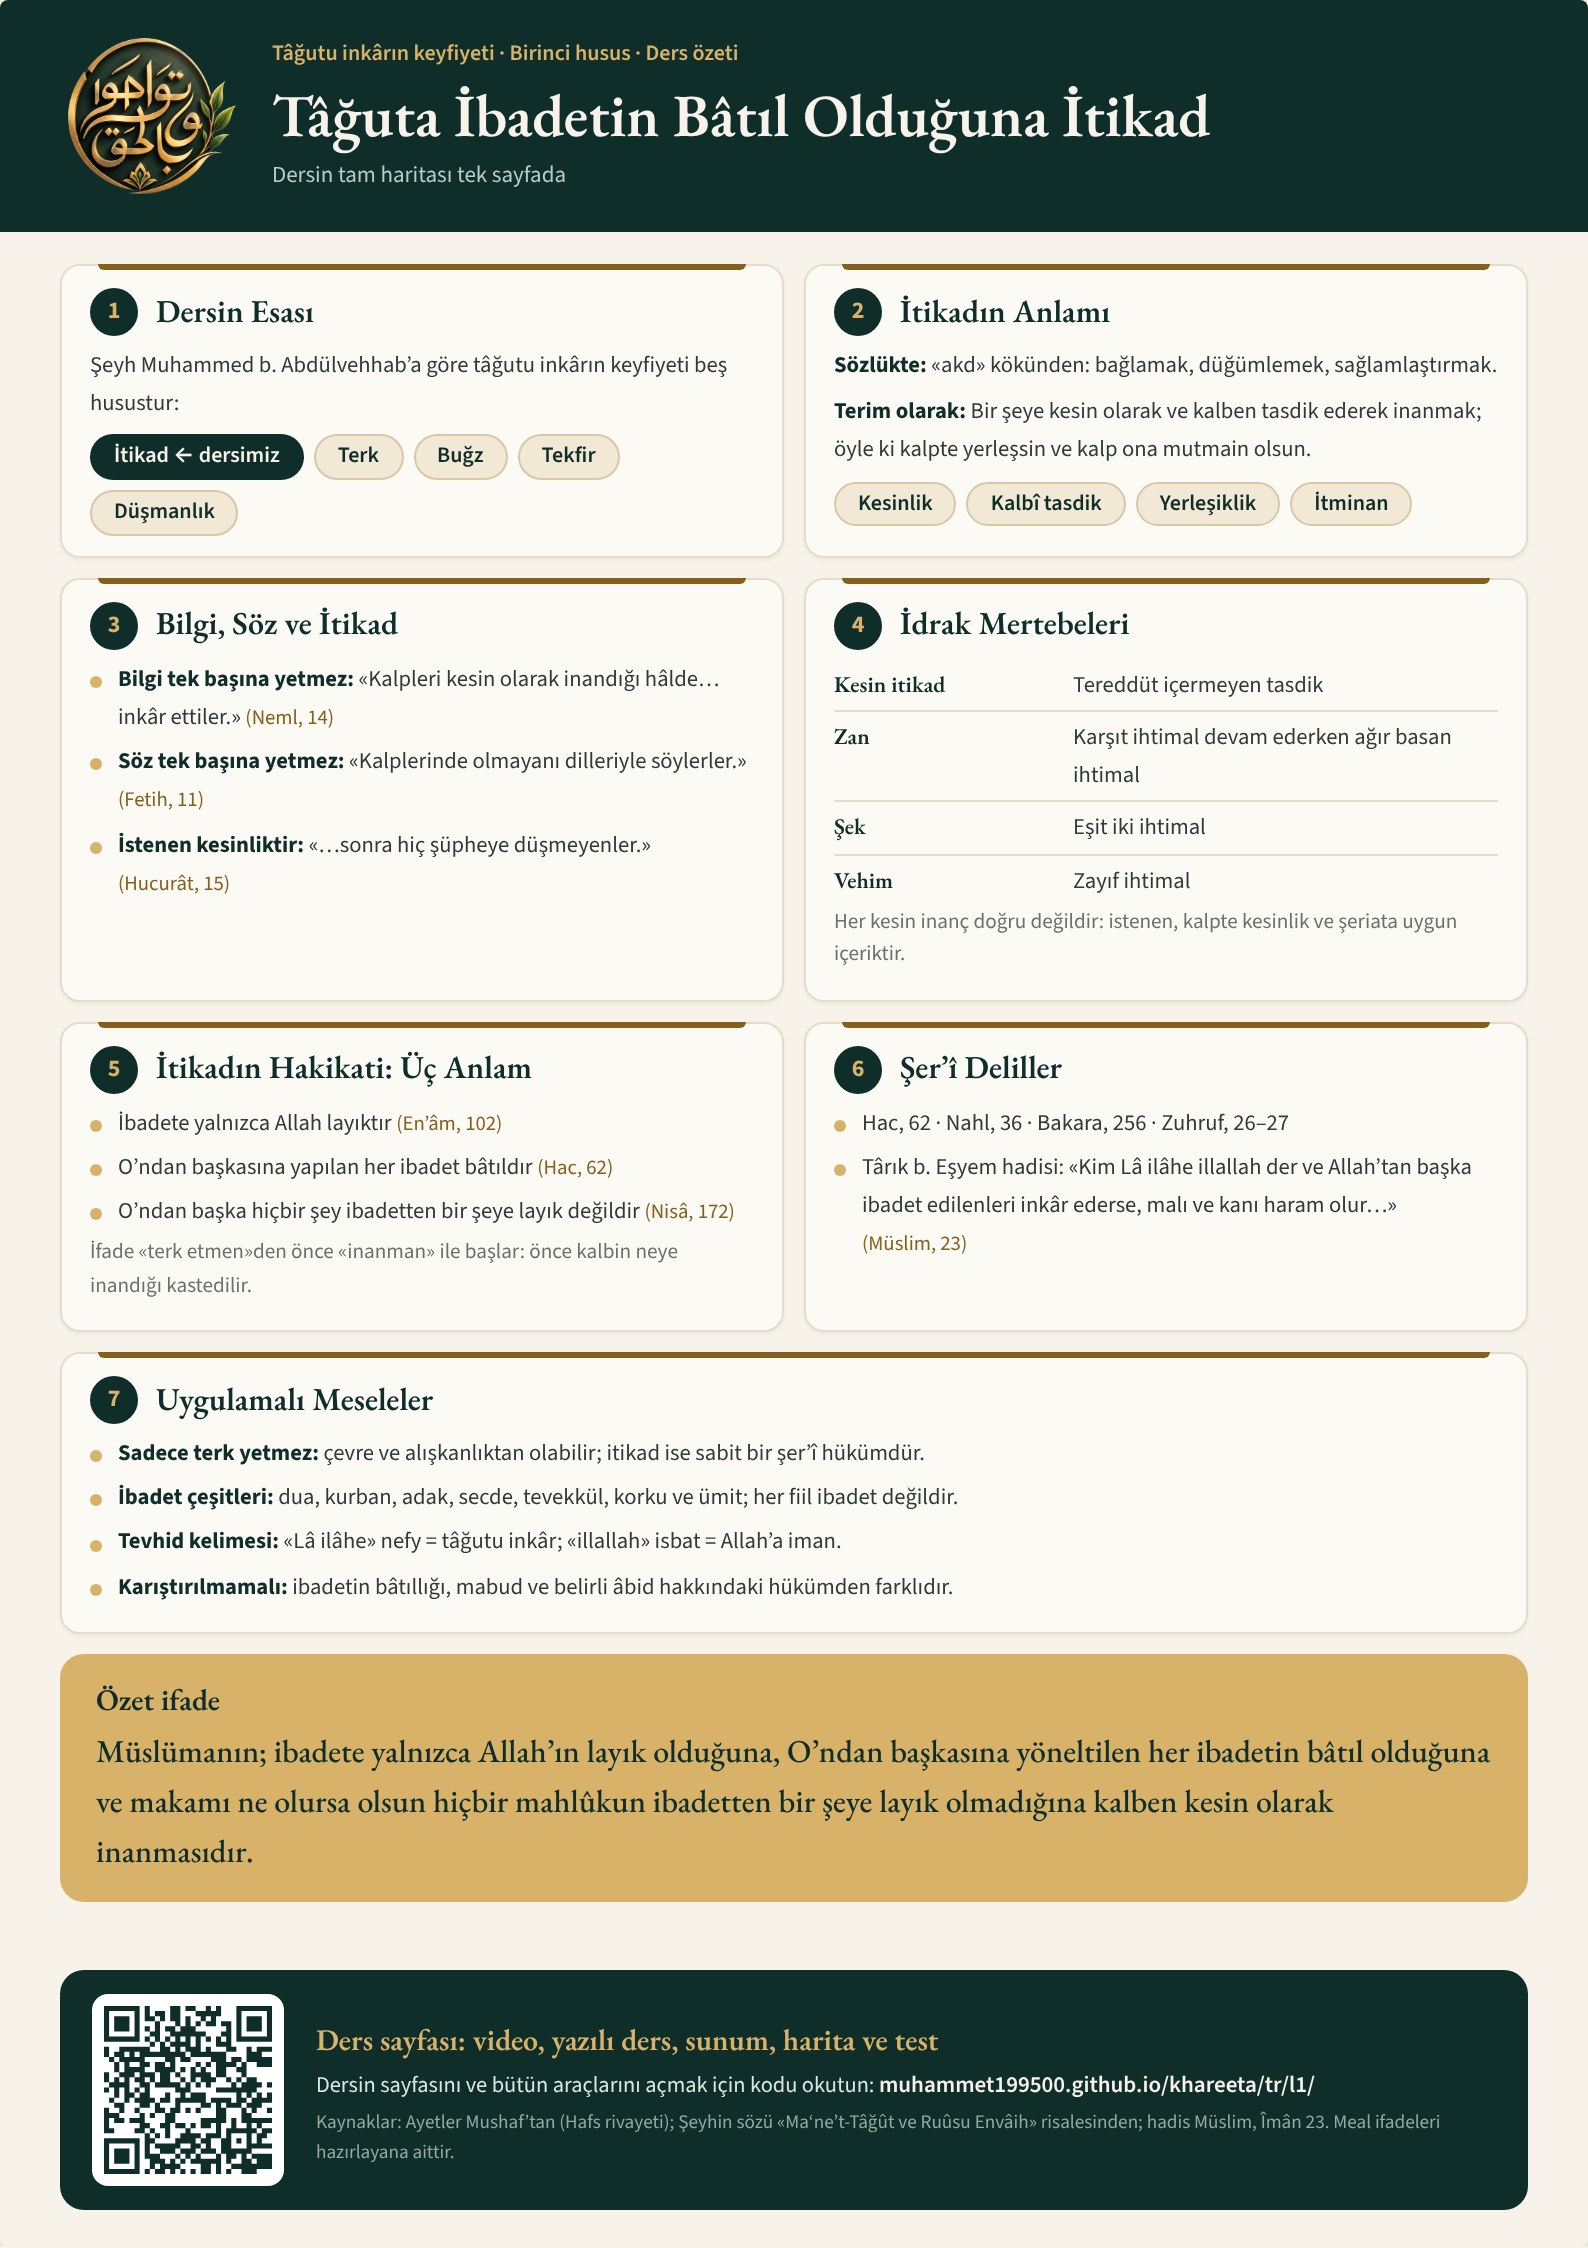 تواصوا بالحق
Tâğutu inkârın keyfiyeti · Birinci husus · Ders özeti
Tâğuta İbadetin Bâtıl Olduğuna İtikad
Dersin tam haritası tek sayfada
1 Dersin Esası
Şeyh Muhammed b. Abdülvehhab’a göre tâğutu inkârın keyfiyeti beş
husustur:
İtikad ← dersimiz Terk Buğz Tekfir
Düşmanlık
2 İtikadın Anlamı
Sözlükte: «akd» kökünden: bağlamak, düğümlemek, sağlamlaştırmak.
Terim olarak: Bir şeye kesin olarak ve kalben tasdik ederek inanmak;
öyle ki kalpte yerleşsin ve kalp ona mutmain olsun.
Kesinlik Kalbî tasdik Yerleşiklik İtminan
3 Bilgi, Söz ve İtikad
Bilgi tek başına yetmez: «Kalpleri kesin olarak inandığı hâlde…
inkâr ettiler.» (Neml, 14)
Söz tek başına yetmez: «Kalplerinde olmayanı dilleriyle söylerler.»
(Fetih, 11)
İstenen kesinliktir: «…sonra hiç şüpheye düşmeyenler.»
(Hucurât, 15)
4 İdrak Mertebeleri
Kesin itikad Tereddüt içermeyen tasdik
Zan Karşıt ihtimal devam ederken ağır basan
ihtimal
Şek Eşit iki ihtimal
Vehim Zayıf ihtimal
Her kesin inanç doğru değildir: istenen, kalpte kesinlik ve şeriata uygun
içeriktir.
5 İtikadın Hakikati: Üç Anlam
İbadete yalnızca Allah layıktır (En’âm, 102)
O’ndan başkasına yapılan her ibadet bâtıldır (Hac, 62)
O’ndan başka hiçbir şey ibadetten bir şeye layık değildir (Nisâ, 172)
İfade «terk etmen»den önce «inanman» ile başlar: önce kalbin neye
inandığı kastedilir.
6 Şer’î Deliller
Hac, 62 · Nahl, 36 · Bakara, 256 · Zuhruf, 26–27
Târık b. Eşyem hadisi: «Kim Lâ ilâhe illallah der ve Allah’tan başka
ibadet edilenleri inkâr ederse, malı ve kanı haram olur…»
(Müslim, 23)
7 Uygulamalı Meseleler
Sadece terk yetmez: çevre ve alışkanlıktan olabilir; itikad ise sabit bir şer’î hükümdür.
İbadet çeşitleri: dua, kurban, adak, secde, tevekkül, korku ve ümit; her fiil ibadet değildir.
Tevhid kelimesi: «Lâ ilâhe» nefy = tâğutu inkâr; «illallah» isbat = Allah’a iman.
Karıştırılmamalı: ibadetin bâtıllığı, mabud ve belirli âbid hakkındaki hükümden farklıdır.
Özet ifade
Müslümanın; ibadete yalnızca Allah’ın layık olduğuna, O’ndan başkasına yöneltilen her ibadetin bâtıl olduğuna
ve makamı ne olursa olsun hiçbir mahlûkun ibadetten bir şeye layık olmadığına kalben kesin olarak
inanmasıdır.
Ders sayfası: video, yazılı ders, sunum, harita ve test
Dersin sayfasını ve bütün araçlarını açmak için kodu okutun: muhammet199500.github.io/khareeta/tr/l1/
Kaynaklar: Ayetler Mushaf’tan (Hafs rivayeti); Şeyhin sözü «Ma‘ne’t-Tâğût ve Ruûsu Envâih» risalesinden; hadis Müslim, Îmân 23. Meal ifadeleri
hazırlayana aittir.